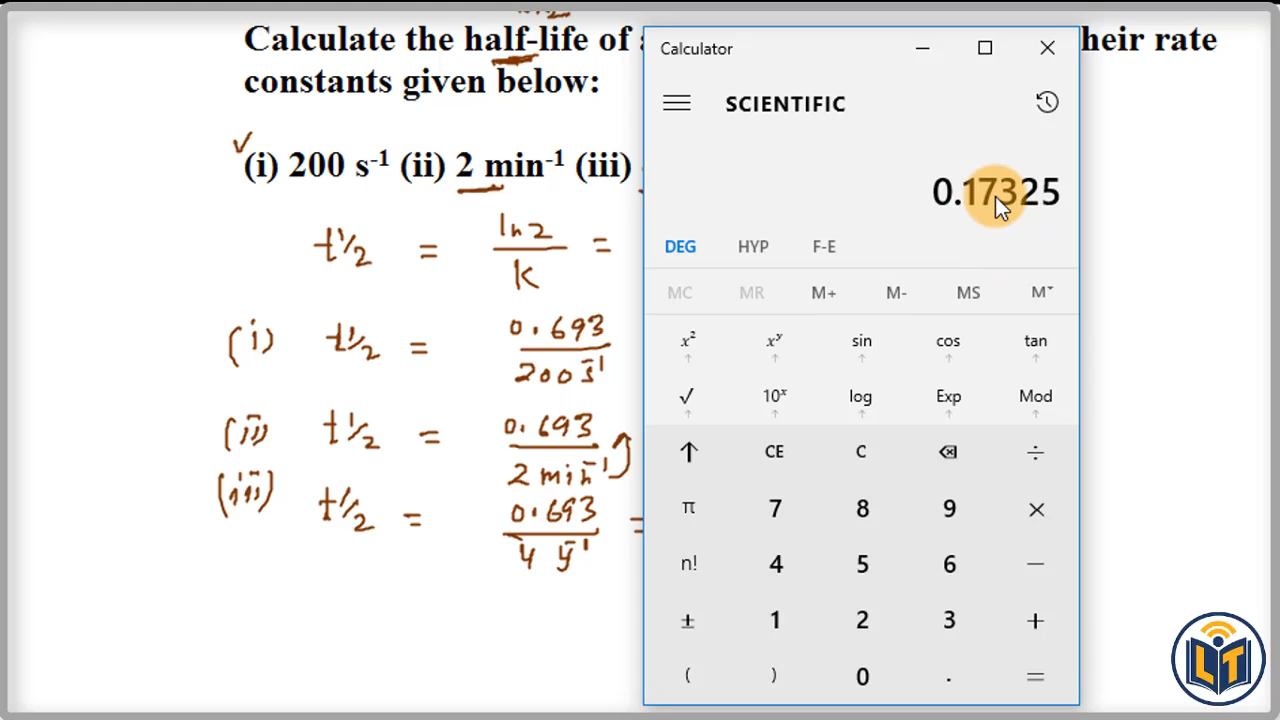 Calculate the half-life of a
heir rate
constants given below:
(i) 200 s⁻¹ (ii) 2 min⁻¹ (iii)
t1/2 = ln2/k =
(i) t1/2 = 0.693/200 s⁻¹
(ii) t1/2 = 0.693/2 min⁻¹
(iii) t1/2 = 0.693/4 y⁻¹ =
Calculator
SCIENTIFIC
0.17325
DEG HYP F-E
MC MR M+ M- MS M˅
x² xʸ sin cos tan
√ 10ˣ log Exp Mod
↑ CE C ⌫ ÷
π 7 8 9 ×
n! 4 5 6 −
± 1 2 3 +
( ) 0 . =
LT